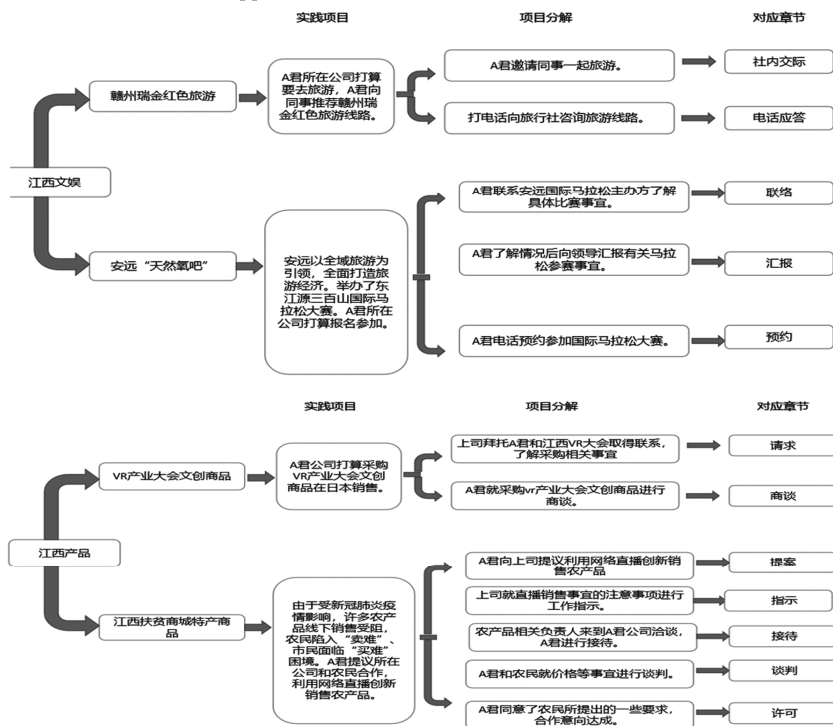 实践项目 项目分解 对应章节
A君邀请同事一起旅游。
社内交际
赣州瑞金红色旅游
A君所在公司打算
要去旅游，A君向
同事推荐赣州瑞
金红色旅游线路。
打电话向旅行社咨询旅游线路。
电话应答
江西文娱
A君联系安远国际马拉松主办方了解
具体比赛事宜。
联络
安远“天然氧吧”
安远以全域旅游为
引领，全面打造旅
游经济。举办了东
江源三百山国际马
拉松大赛。A君所在
公司打算报名参加。
A君了解情况后向领导汇报有关马拉
松参赛事宜。
汇报
A君电话预约参加国际马拉松大赛。
预约
实践项目 项目分解 对应章节
上司拜托A君和江西VR大会取得联系，
了解采购相关事宜
请求
VR产业大会文创商品
A君公司打算采购
VR产业大会文创
商品在日本销售。
A君就采购vr产业大会文创商品进行
商谈。
商谈
江西产品
A君向上司提议利用网络直播创新销
售农产品
提案
上司就直播销售事宜的注意事项进行
工作指示。
指示
江西扶贫商城特产商
品
由于受新冠肺炎疫
情影响，许多农产
品线下销售受阻，
农民陷入“卖难”、
市民面临“买难”
困境。A君提议所在
公司和农民合作，
利用网络直播创新
销售农产品。
农产品相关负责人来到A君公司洽谈，
A君进行接待。
接待
A君和农民就价格等事宜进行谈判。
谈判
A君同意了农民所提出的一些要求，
合作意向达成。
许可